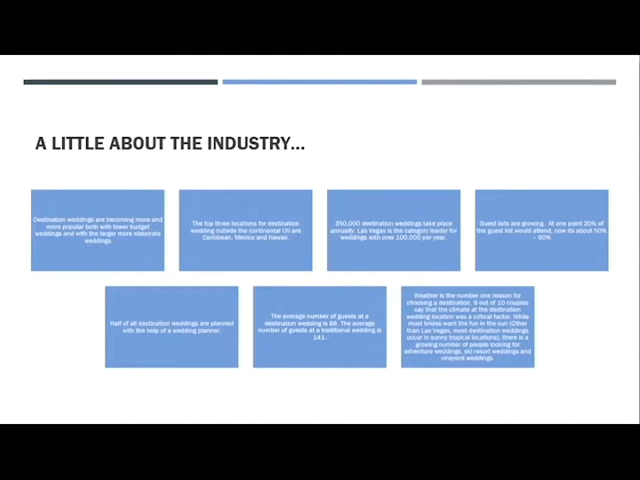 A LITTLE ABOUT THE INDUSTRY...
Destination weddings are becoming more and
more popular both with lower budget
weddings and with the larger more elaborate
weddings.
The top three locations for destination
wedding outside the continental US are
Caribbean, Mexico and Hawaii.
350,000 destination weddings take place
annually. Las Vegas is the category leader for
weddings with over 100,000 per year.
Guest lists are growing. At one point 20% of
the guest list would attend, now its about 50%
– 60%
Half of all destination weddings are planned
with the help of a wedding planner.
The average number of guests at a
destination wedding is 86. The average
number of guests at a traditional wedding is
141.
Weather is the number one reason for
choosing a destination. 9 out of 10 couples
say that the climate at the destination
wedding location was a critical factor. While
most brides want the fun in the sun (Other
than Las Vegas, most destination weddings
occur in sunny tropical locations), there is a
growing number of people looking for
adventure weddings, ski resort weddings and
vineyard weddings.